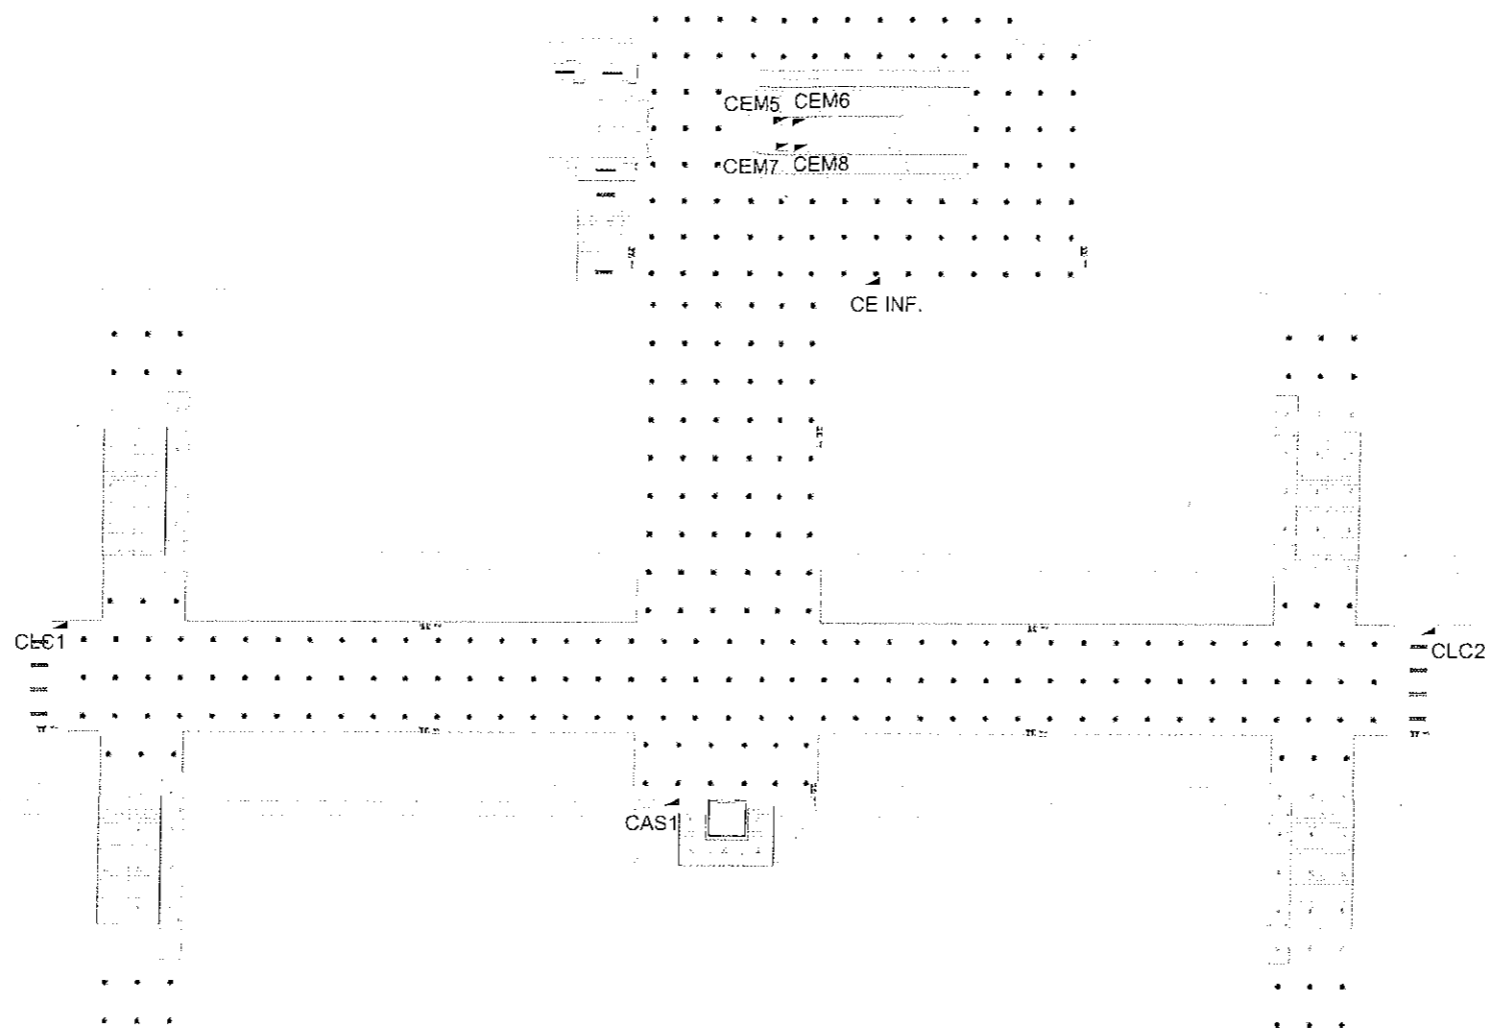 CEM5 CEM6
CEM7 CEM8
CE INF.
CLC1
CLC2
CAS1